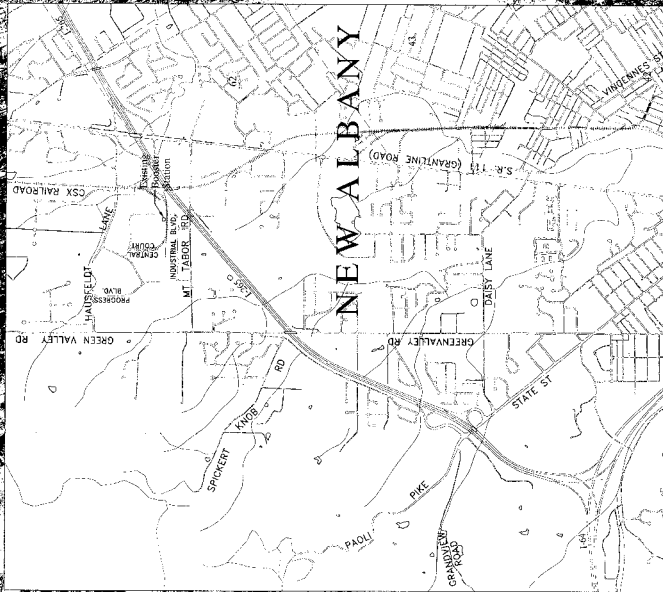 NEW ALBANY
62
43
VINCENNES ST
S.R. 111 (GRANTLINE ROAD)
CSX RAILROAD
Existing
Booster
Station
HAUSFELDT LANE
CENTRAL
COURT
PROGRESS
BLVD.
INDUSTRIAL BLVD.
MT TABOR RD
I-265
GREEN VALLEY RD
GREENVALLEY RD
DAISY LANE
STATE ST
SPICKERT KNOB RD
PAOLI PIKE
GRANDVIEW
ROAD
I-64